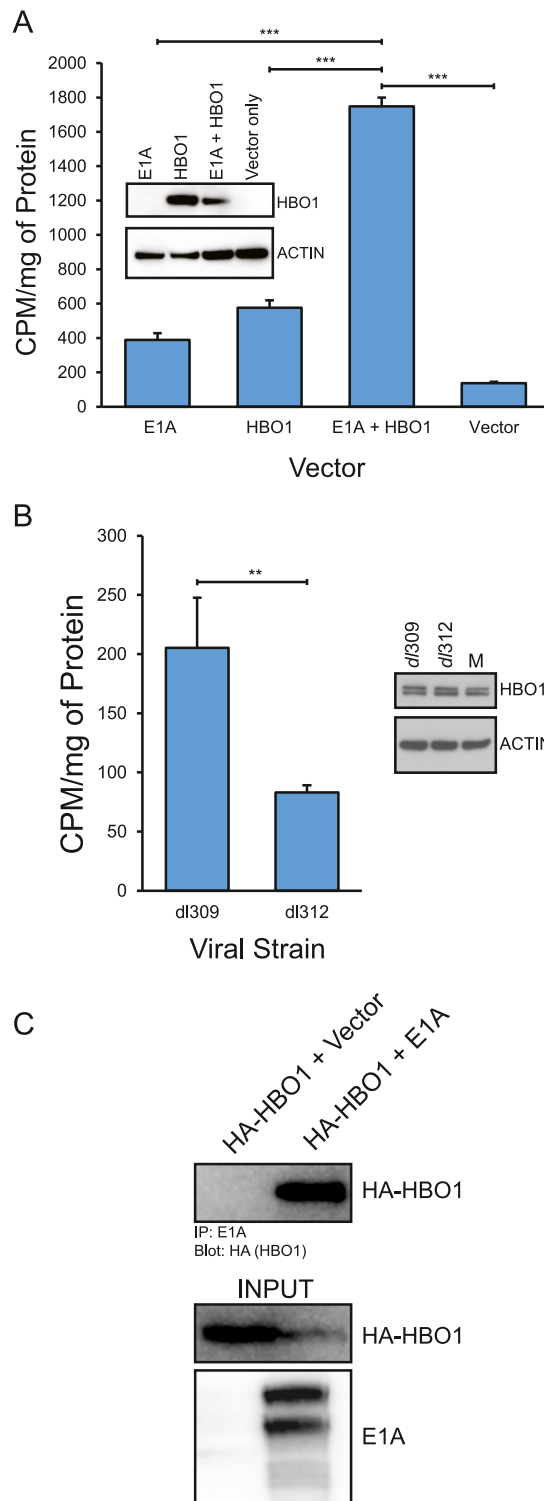 A
***
***
***
2000
1800
1600
1400
1200
1000
800
600
400
200
0
CPM/mg of Protein
E1A
HBO1
E1A + HBO1
Vector only
HBO1
ACTIN
E1A
HBO1
E1A + HBO1
Vector
Vector
B
**
300
250
200
150
100
50
0
CPM/mg of Protein
dl309
dl312
Viral Strain
dl309
dl312
M
HBO1
ACTIN
C
HA-HBO1 + Vector
HA-HBO1 + E1A
HA-HBO1
IP: E1A
Blot: HA (HBO1)
INPUT
HA-HBO1
E1A